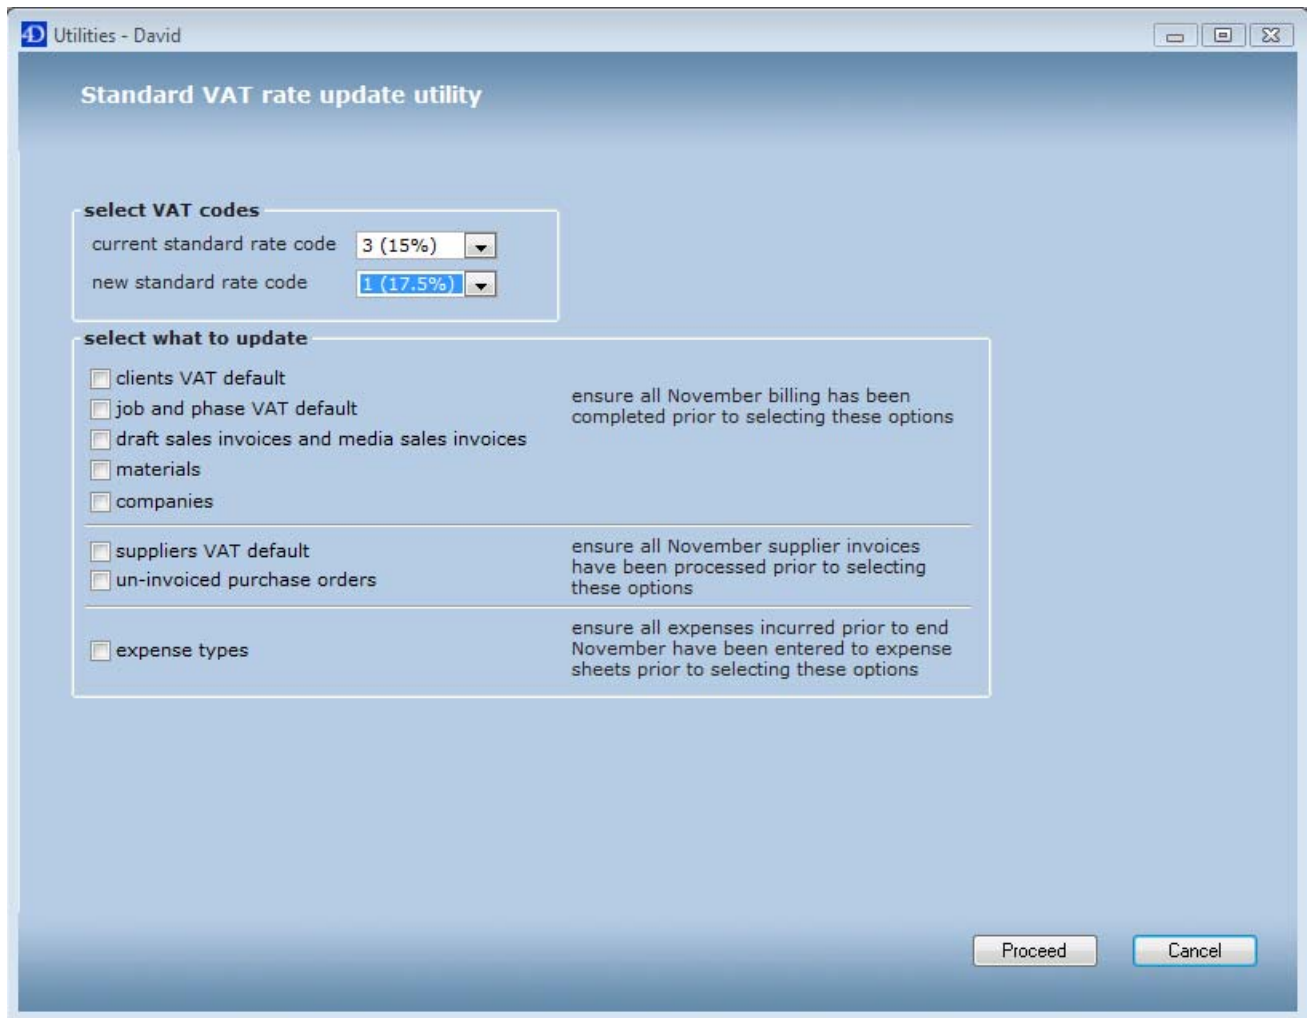 4D Utilities - David
Standard VAT rate update utility
select VAT codes
current standard rate code 3 (15%)
new standard rate code 1 (17.5%)
select what to update
clients VAT default
job and phase VAT default
draft sales invoices and media sales invoices
materials
companies
ensure all November billing has been
completed prior to selecting these options
suppliers VAT default
un-invoiced purchase orders
ensure all November supplier invoices
have been processed prior to selecting
these options
expense types
ensure all expenses incurred prior to end
November have been entered to expense
sheets prior to selecting these options
Proceed Cancel